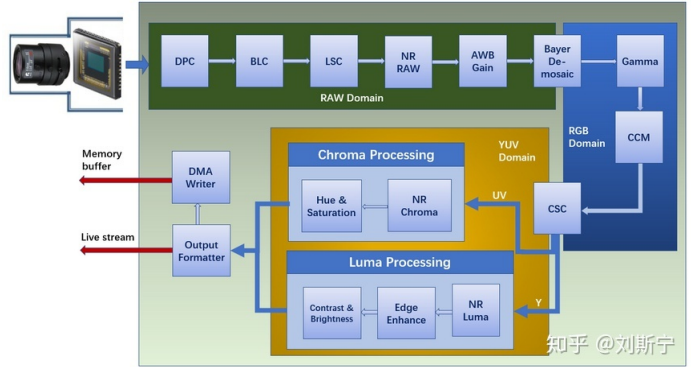 DPC
BLC
LSC
NR
RAW
AWB
Gain
Bayer
De-
mosaic
Gamma
RAW Domain
RGB
Domain
CCM
YUV
Domain
Chroma Processing
Hue &
Saturation
NR
Chroma
UV
CSC
Memory
buffer
DMA
Writer
Live stream
Output
Formatter
Luma Processing
Contrast &
Brightness
Edge
Enhance
NR
Luma
Y
知乎 @刘斯宁